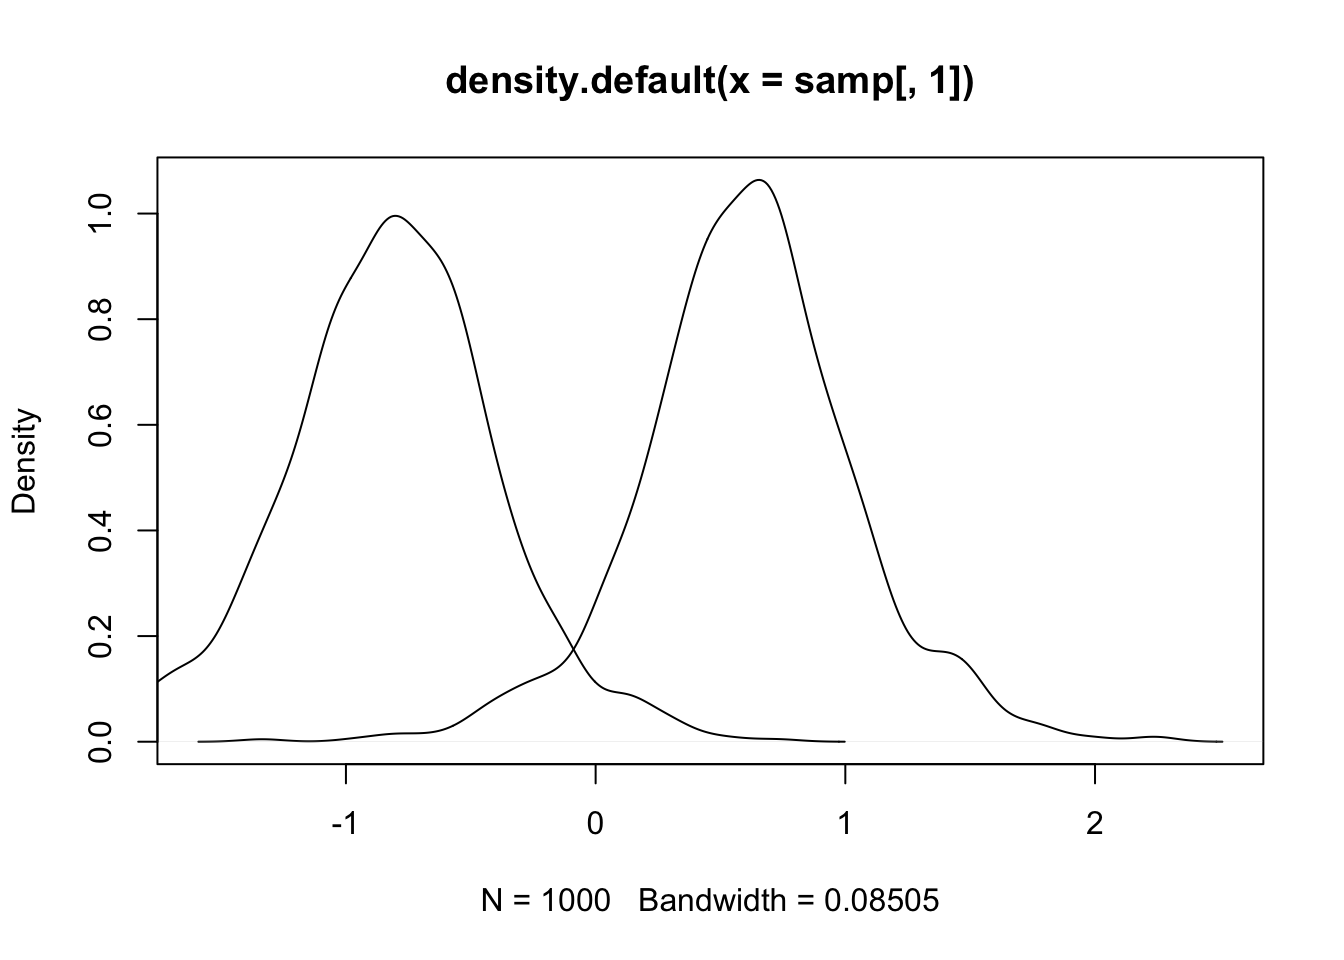 density.default(x = samp[, 1])
Density
1.0
0.8
0.6
0.4
0.2
0.0
-1 0 1 2
N = 1000 Bandwidth = 0.08505